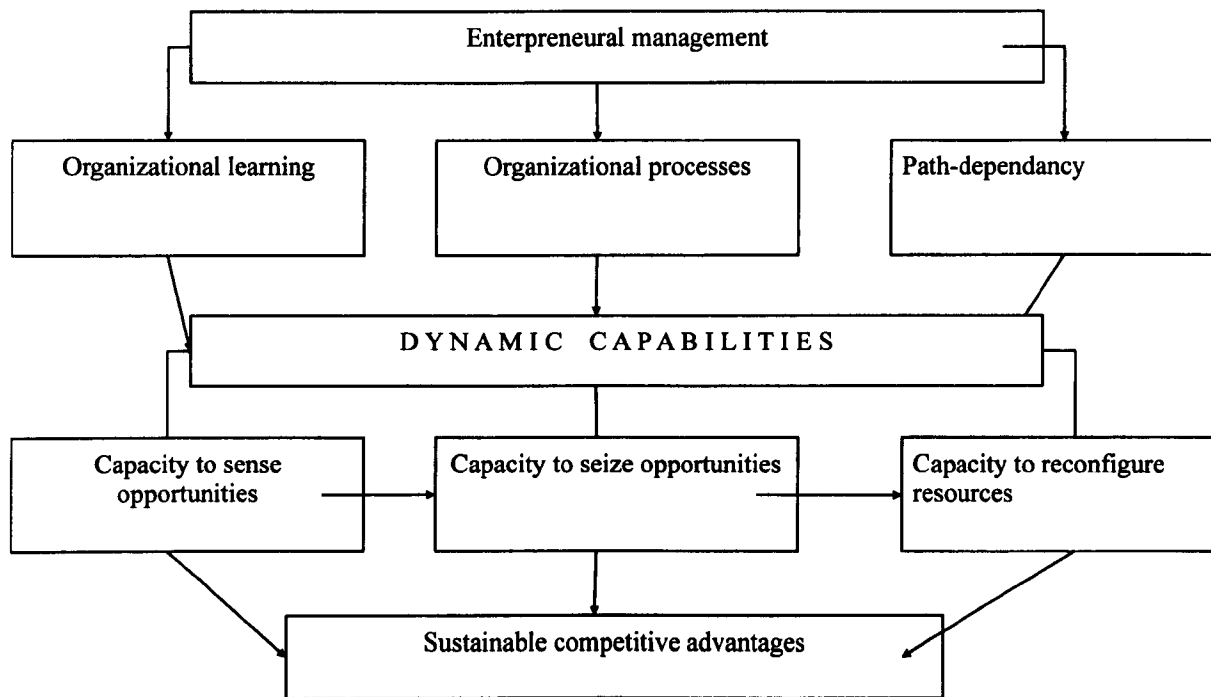 Enterpreneural management
Organizational learning
Organizational processes
Path-dependancy
DYNAMIC CAPABILITIES
Capacity to sense
opportunities
Capacity to seize opportunities
Capacity to reconfigure
resources
Sustainable competitive advantages